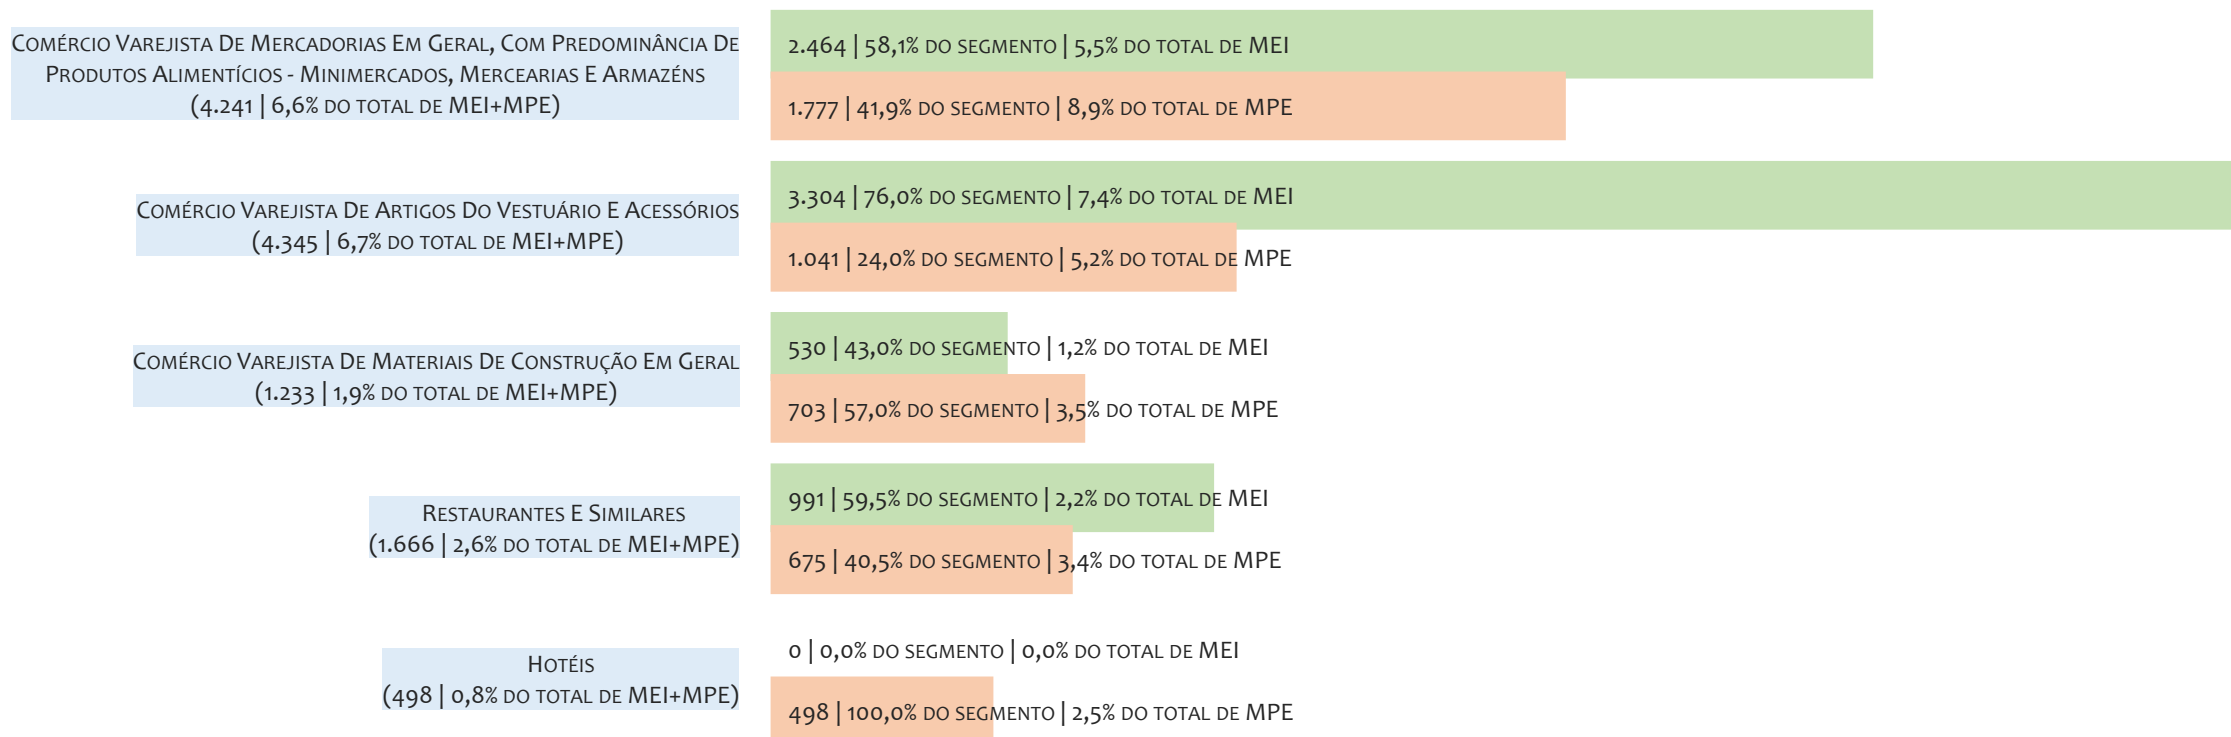 Comércio Varejista De Mercadorias Em Geral, Com Predominância De
Produtos Alimentícios - Minimercados, Mercearias E Armazéns
(4.241 | 6,6% do total de MEI+MPE)
2.464 | 58,1% do segmento | 5,5% do total de MEI
1.777 | 41,9% do segmento | 8,9% do total de MPE
Comércio Varejista De Artigos Do Vestuário E Acessórios
(4.345 | 6,7% do total de MEI+MPE)
3.304 | 76,0% do segmento | 7,4% do total de MEI
1.041 | 24,0% do segmento | 5,2% do total de MPE
Comércio Varejista De Materiais De Construção Em Geral
(1.233 | 1,9% do total de MEI+MPE)
530 | 43,0% do segmento | 1,2% do total de MEI
703 | 57,0% do segmento | 3,5% do total de MPE
Restaurantes E Similares
(1.666 | 2,6% do total de MEI+MPE)
991 | 59,5% do segmento | 2,2% do total de MEI
675 | 40,5% do segmento | 3,4% do total de MPE
Hotéis
(498 | 0,8% do total de MEI+MPE)
0 | 0,0% do segmento | 0,0% do total de MEI
498 | 100,0% do segmento | 2,5% do total de MPE